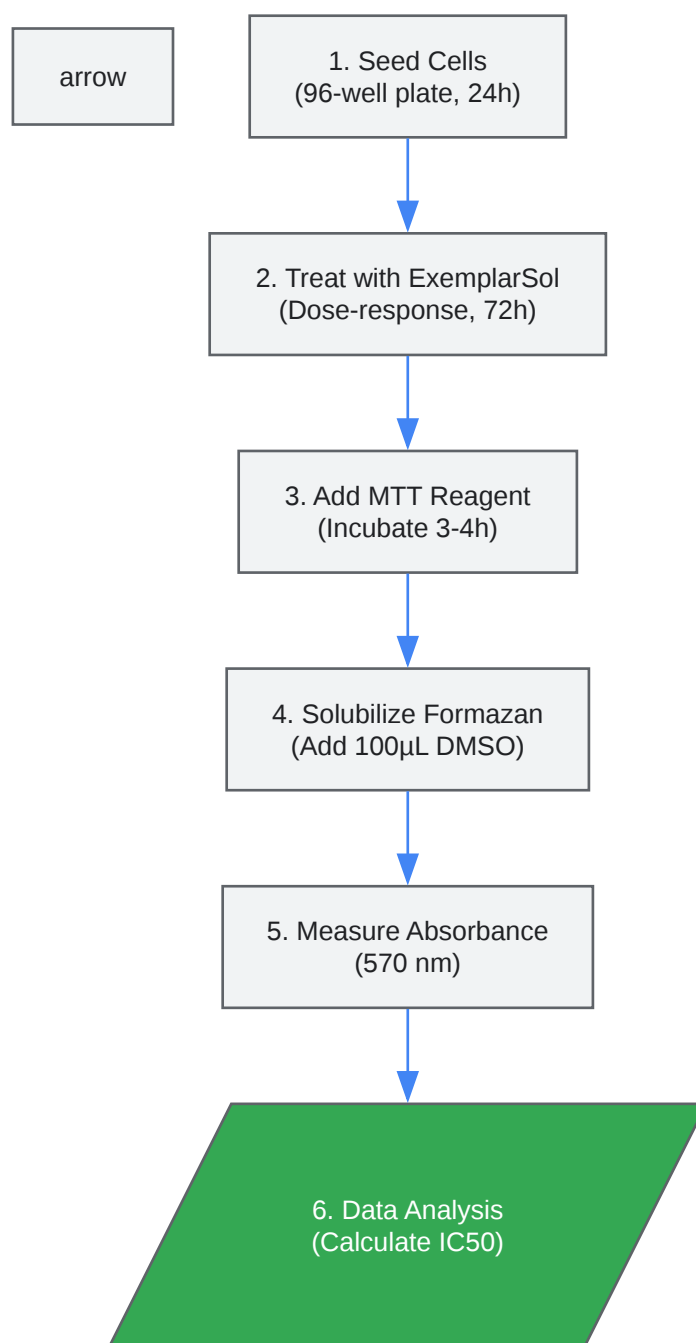 arrow
1. Seed Cells
(96-well plate, 24h)
2. Treat with ExemplarSol
(Dose-response, 72h)
3. Add MTT Reagent
(Incubate 3-4h)
4. Solubilize Formazan
(Add 100µL DMSO)
5. Measure Absorbance
(570 nm)
6. Data Analysis
(Calculate IC50)